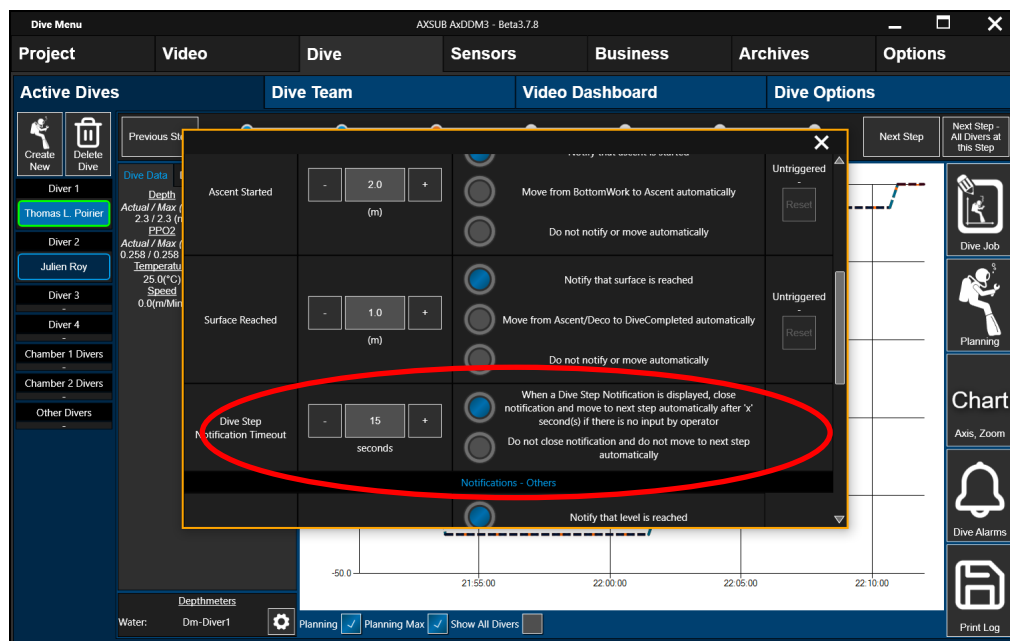 Dive Menu
AXSUB AxDDM3 - Beta3.7.8
Project
Video
Dive
Sensors
Business
Archives
Options
Active Dives
Dive Team
Video Dashboard
Dive Options
Create
New
Delete
Dive
Previous
Next Step
Next Step -
All Divers at
this Step
Diver 1
Thomas L. Poirier
Diver 2
Julien Roy
Diver 3
-
Diver 4
-
Chamber 1 Divers
-
Chamber 2 Divers
-
Other Divers
-
Dive Data
Depth
Actual / Max
2.3 / 2.3
PPO2
Actual / Max
0.258 / 0.258
25.0(°C)
Speed
0.0(m/Min
Depthmeters
Water:
Dm-Diver1
Notify that ascent is started
Ascent Started
-
2.0
+
(m)
Move from BottomWork to Ascent automatically
Do not notify or move automatically
Untriggered
-
Reset
Surface Reached
-
1.0
+
(m)
Notify that surface is reached
Move from Ascent/Deco to DiveCompleted automatically
Do not notify or move automatically
Untriggered
-
Reset
Dive Step
Notification Timeout
-
15
+
seconds
When a Dive Step Notification is displayed, close
notification and move to next step automatically after 'x'
second(s) if there is no input by operator
Do not close notification and do not move to next step
automatically
Notifications - Others
Notify that level is reached
-50.0
21:55:00
22:00:00
22:05:00
22:10:00
Planning
Planning Max
Show All Divers
Dive Job
Planning
Chart
Axis, Zoom
Dive Alarms
Print Log